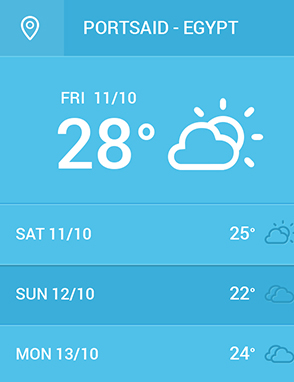 PORTSAID - EGYPT
FRI 11/10
28°
SAT 11/10 25°
SUN 12/10 22°
MON 13/10 24°